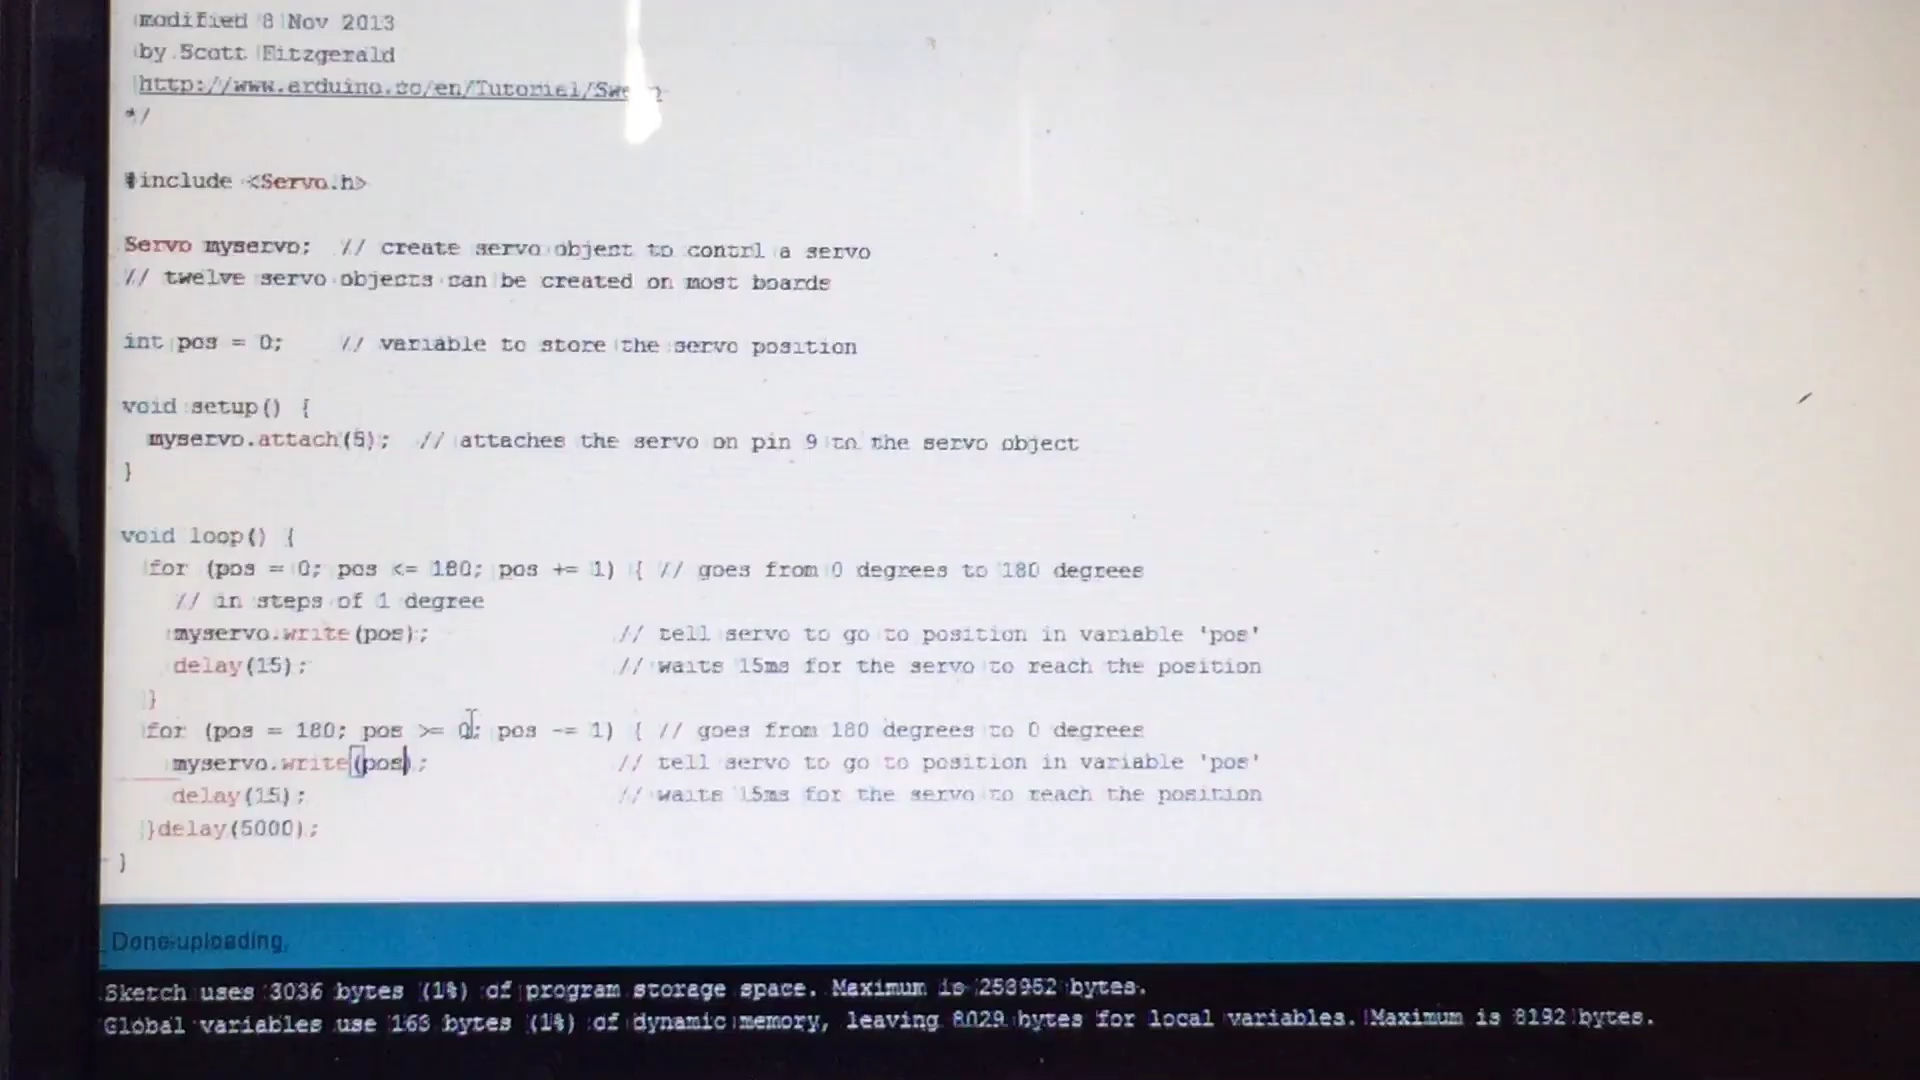 modified 8 Nov 2013
by Scott Fitzgerald
http://www.arduino.cc/en/Tutorial/Sweep
*/
#include <Servo.h>
Servo myservo;  // create servo object to contrl a servo
// twelve servo objects can be created on most boards
int pos = 0;    // variable to store the servo position
void setup() {
myservo.attach(5);  // attaches the servo on pin 9 to the servo object
}
void loop() {
for (pos = 0; pos <= 180; pos += 1) { // goes from 0 degrees to 180 degrees
// in steps of 1 degree
myservo.write(pos);              // tell servo to go to position in variable 'pos'
delay(15);                       // waits 15ms for the servo to reach the position
}
for (pos = 180; pos >= 0; pos -= 1) { // goes from 180 degrees to 0 degrees
myservo.write(pos);              // tell servo to go to position in variable 'pos'
delay(15);                       // waits 15ms for the servo to reach the position
}delay(5000);
}
Done uploading.
Sketch uses 3036 bytes (1%) of program storage space. Maximum is 253952 bytes.
Global variables use 163 bytes (1%) of dynamic memory, leaving 8029 bytes for local variables. Maximum is 8192 bytes.